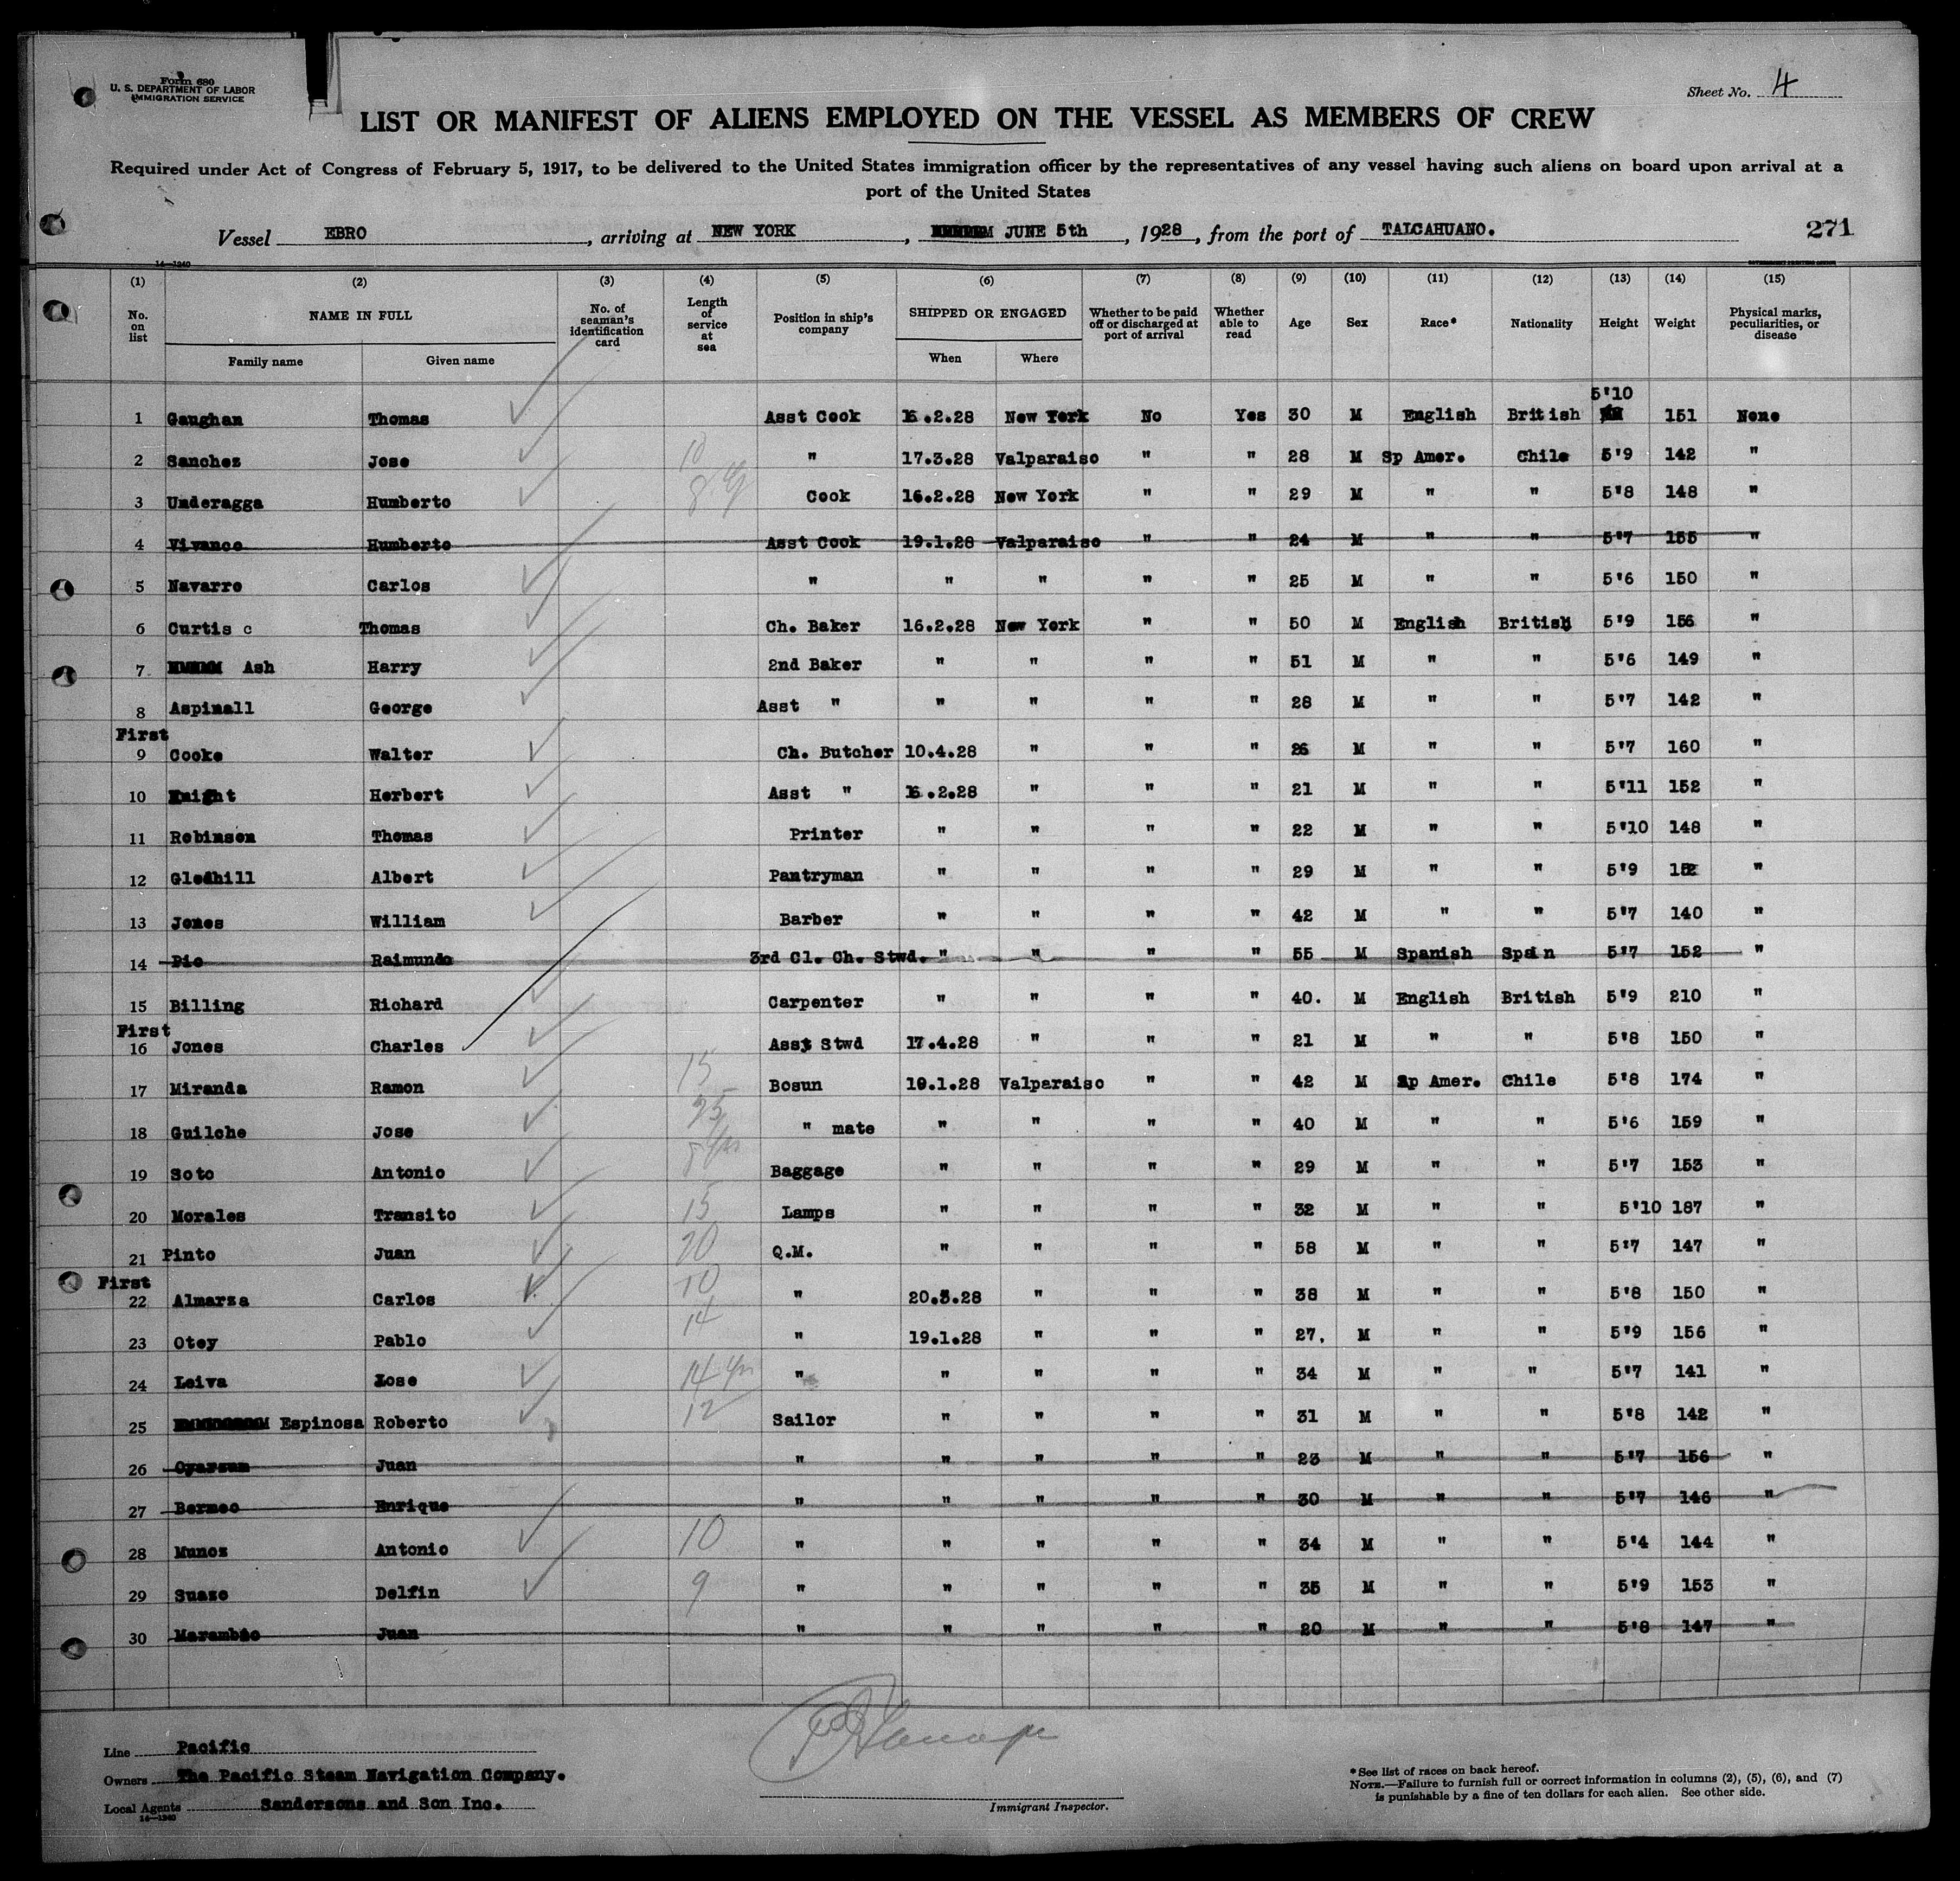 Form 680
U. S. DEPARTMENT OF LABOR
IMMIGRATION SERVICE
Sheet No. 4
LIST OR MANIFEST OF ALIENS EMPLOYED ON THE VESSEL AS MEMBERS OF CREW
Required under Act of Congress of February 5, 1917, to be delivered to the United States immigration officer by the representatives of any vessel having such aliens on board upon arrival at a
port of the United States
Vessel EBRO, arriving at NEW YORK, JUNE 5th, 1928, from the port of TALCAHUANO. 271
14—1240
(1) (2) (3) (4) (5) (6) (7) (8) (9) (10) (11) (12) (13) (14) (15)
No. on list NAME IN FULL Family name Given name No. of seaman's identification card Length of service at sea Position in ship's company SHIPPED OR ENGAGED When Where Whether to be paid off or discharged at port of arrival Whether able to read Age Sex Race* Nationality Height Weight Physical marks, peculiarities, or disease
1 Gaughan Thomas Asst Cook 16.2.28 New York No Yes 30 M English British 5'10 151 None
2 Sanchez Jose 10 " 17.3.28 Valparaiso " " 28 M Sp Amer. Chile 5'9 142 "
3 Underagga Humberto 8 Cook 16.2.28 New York " " 29 M " " 5'8 148 "
4 Vivance Humberto Asst Cook 19.1.28 Valparaiso " " 24 M " " 5'7 155 "
5 Navarro Carlos " " " " " 25 M " " 5'6 150 "
6 Curtis c Thomas Ch. Baker 16.2.28 New York " " 50 M English British 5'9 156 "
7 Ash Harry 2nd Baker " " " " 51 M " " 5'6 149 "
8 Aspinall George Asst " " " " " 28 M " " 5'7 142 "
First
9 Cooke Walter Ch. Butcher 10.4.28 " " " 26 M " " 5'7 160 "
10 Knight Herbert Asst " 16.2.28 " " " 21 M " " 5'11 152 "
11 Robinson Thomas Printer " " " " 22 M " " 5'10 148 "
12 Gledhill Albert Pantryman " " " " 29 M " " 5'9 152 "
13 Jones William Barber " " " " 42 M " " 5'7 140 "
14 Pio Raimundo 3rd Cl. Ch. Stwd. " " " " 55 M Spanish Spain 5'7 152 "
15 Billing Richard Carpenter " " " " 40. M English British 5'9 210 "
First
16 Jones Charles Asst Stwd 17.4.28 " " " 21 M " " 5'8 150 "
17 Miranda Ramon 15 Bosun 19.1.28 Valparaiso " " 42 M Sp Amer. Chile 5'8 174 "
18 Guilche Jose 25 " mate " " " " 40 M " " 5'6 159 "
19 Soto Antonio 8 yrs Baggage " " " " 29 M " " 5'7 153 "
20 Morales Transito 15 Lamps " " " " 32 M " " 5'10 187 "
21 Pinto Juan 20 Q.M. " " " " 58 M " " 5'7 147 "
First
22 Almarza Carlos 10 " 20.3.28 " " " 38 M " " 5'8 150 "
23 Otey Pablo 14 " 19.1.28 " " " 27. M " " 5'9 156 "
24 Leiva Jose 14 yrs " " " " " 34 M " " 5'7 141 "
25 Espinosa Roberto 12 Sailor " " " " 31 M " " 5'8 142 "
26 Oyarsun Juan " " " " " 23 M " " 5'7 156 "
27 Bermeo Enrique " " " " " 30 M " " 5'7 146 "
28 Munoz Antonio 10 " " " " " 34 M " " 5'4 144 "
29 Suazo Delfin 9 " " " " " 35 M " " 5'9 153 "
30 Marambio Juan " " " " " 20 M " " 5'8 147 "
Line Pacific
Owners The Pacific Steam Navigation Company.
Local Agents Sandersons and Son Inc.
14—1240
Immigrant Inspector.
*See list of races on back hereof.
NOTE.—Failure to furnish full or correct information in columns (2), (5), (6), and (7)
is punishable by a fine of ten dollars for each alien. See other side.